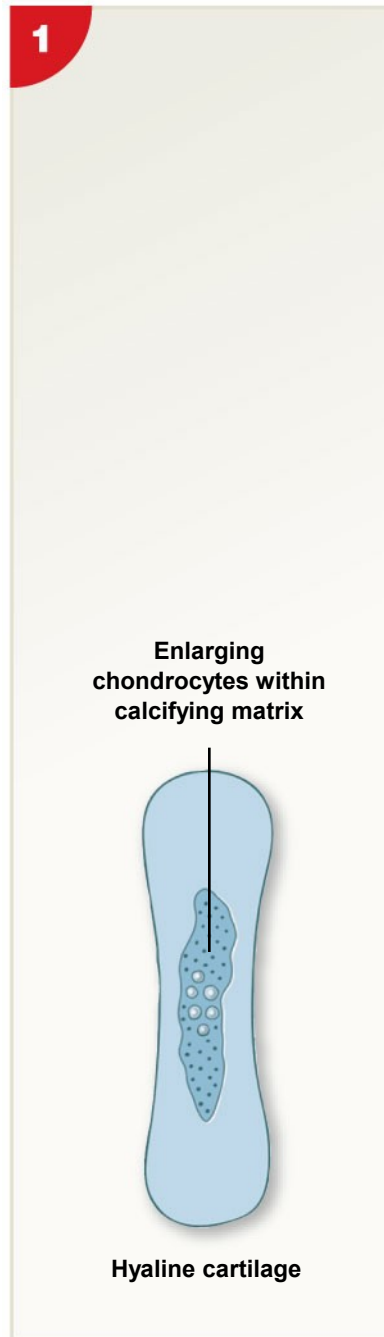 1
Enlarging
chondrocytes within
calcifying matrix
Hyaline cartilage